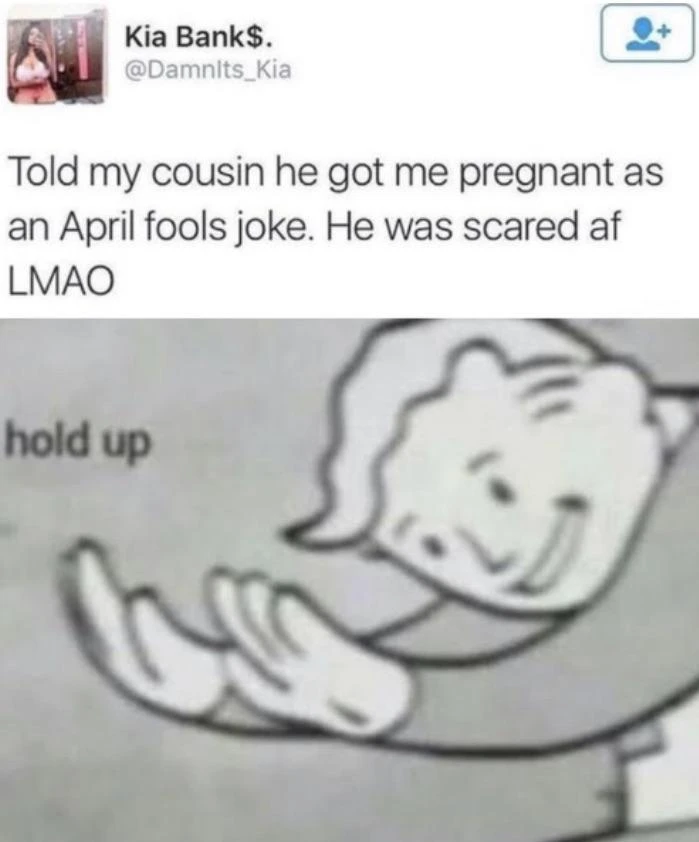 Kia Bank$.
@DamnIts_Kia
Told my cousin he got me pregnant as
an April fools joke. He was scared af
LMAO
hold up